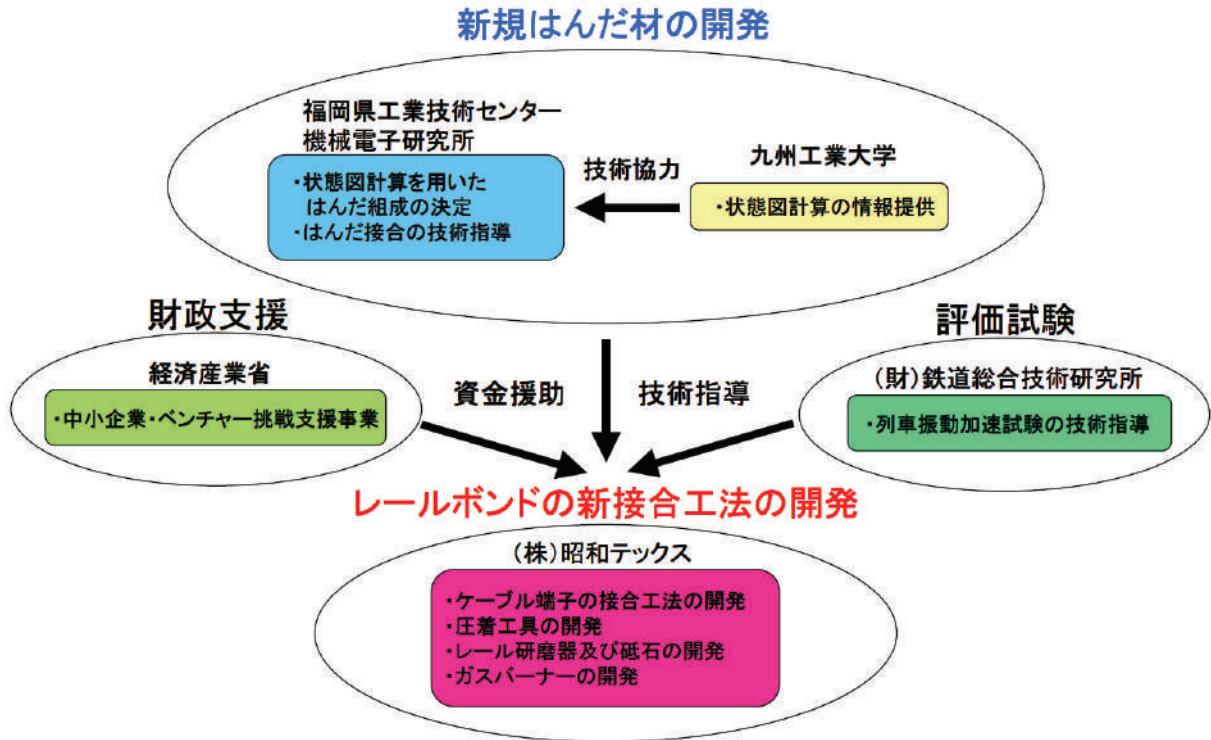 新規はんだ材の開発
福岡県工業技術センター
機械電子研究所
・状態図計算を用いた
はんだ組成の決定
・はんだ接合の技術指導
技術協力
九州工業大学
・状態図計算の情報提供
財政支援
経済産業省
・中小企業・ベンチャー挑戦支援事業
資金援助
技術指導
評価試験
(財)鉄道総合技術研究所
・列車振動加速試験の技術指導
レールボンドの新接合工法の開発
(株)昭和テックス
・ケーブル端子の接合工法の開発
・圧着工具の開発
・レール研磨器及び砥石の開発
・ガスバーナーの開発